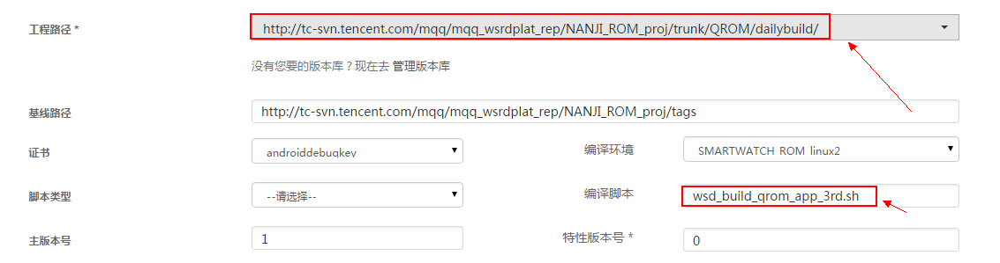 工程路径 * http://tc-svn.tencent.com/mqq/mqq_wsrdplat_rep/NANJI_ROM_proj/trunk/QROM/dailybuild/
没有您要的版本库？现在去 管理版本库
基线路径 http://tc-svn.tencent.com/mqq/mqq_wsrdplat_rep/NANJI_ROM_proj/tags
证书 androiddebugkey 编译环境 SMARTWATCH_ROM_linux2
脚本类型 --请选择-- 编译脚本 wsd_build_qrom_app_3rd.sh
主版本号 1 特性版本号 * 0